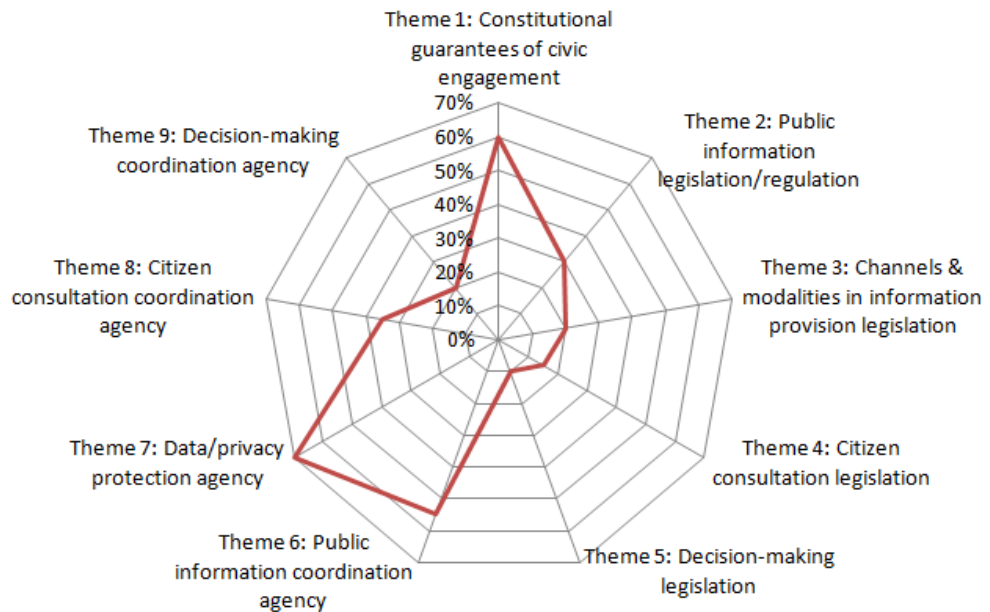 Theme 1: Constitutional
guarantees of civic
engagement
70%
60%
50%
40%
30%
20%
10%
0%
Theme 2: Public
information
legislation/regulation
Theme 3: Channels &
modalities in information
provision legislation
Theme 4: Citizen
consultation legislation
Theme 5: Decision-making
legislation
Theme 6: Public
information coordination
agency
Theme 7: Data/privacy
protection agency
Theme 8: Citizen
consultation coordination
agency
Theme 9: Decision-making
coordination agency